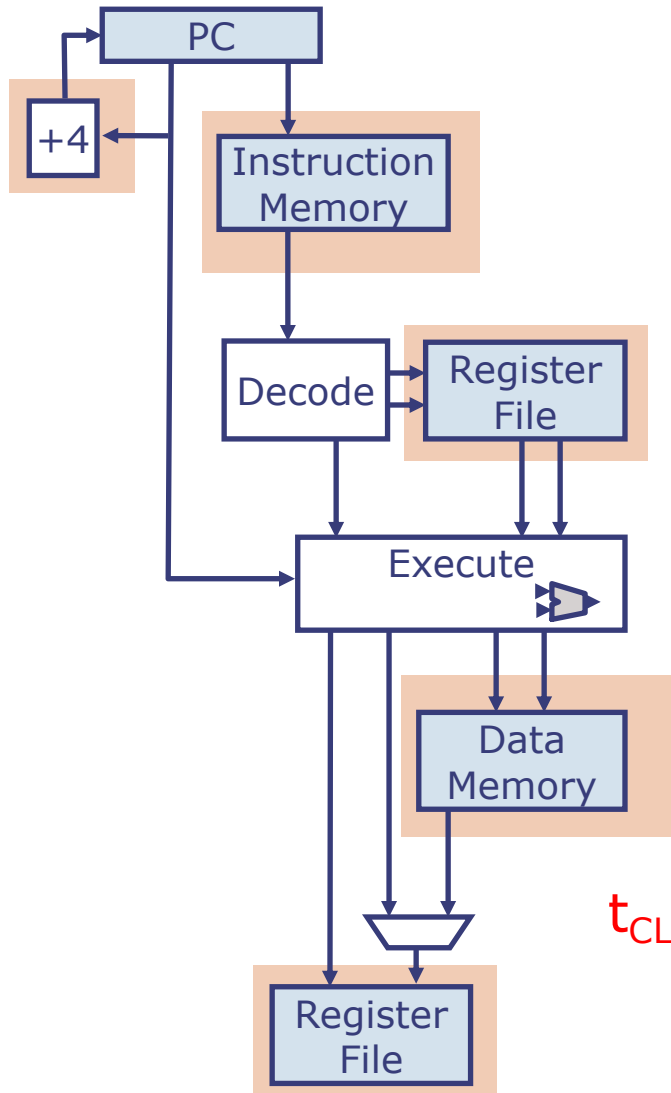 PC
+4
Instruction
Memory
Decode
Register
File
Execute
Data
Memory
tCL
Register
File